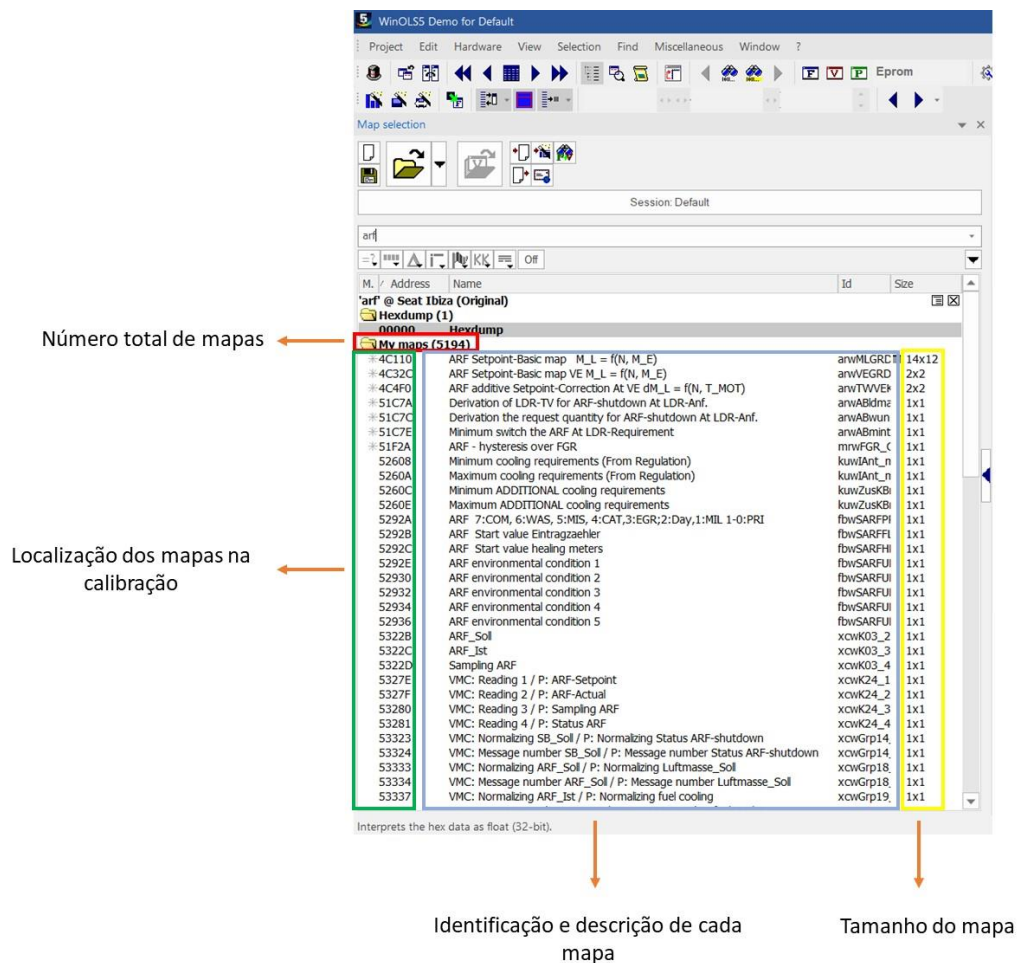 WinOLS5 Demo for Default
Project Edit Hardware View Selection Find Miscellaneous Window ?
F V P Eprom
Map selection
Session: Default
arf
Off
M. Address Name Id Size
'arf' @ Seat Ibiza (Original)
Hexdump (1)
00000 Hexdump
My maps (5194)
4C110 ARF Setpoint-Basic map M_L = f(N, M_E) 14x12
4C32C ARF Setpoint-Basic map VE M_L = f(N, M_E) arwVEGRD 2x2
4C4F0 ARF additive Setpoint-Correction At VE dM_L = f(N, T_MOT) 2x2
51C7A Derivation of LDR-TV for ARF-shutdown At LDR-Anf. 1x1
51C7C Derivation the request quantity for ARF-shutdown At LDR-Anf. arwABwun 1x1
51C7E Minimum switch the ARF At LDR-Requirement arwABmint 1x1
51F2A ARF - hysteresis over FGR 1x1
52608 Minimum cooling requirements (From Regulation) 1x1
5260A Maximum cooling requirements (From Regulation) 1x1
5260C Minimum ADDITIONAL cooling requirements 1x1
5260E Maximum ADDITIONAL cooling requirements 1x1
5292A ARF 7:COM, 6:WAS, 5:MIS, 4:CAT,3:EGR;2:Day,1:MIL 1-0:PRI 1x1
5292B ARF Start value Eintragzaehler 1x1
5292C ARF Start value healing meters 1x1
5292E ARF environmental condition 1 1x1
52930 ARF environmental condition 2 1x1
52932 ARF environmental condition 3 1x1
52934 ARF environmental condition 4 1x1
52936 ARF environmental condition 5 1x1
5322B ARF_Soll xcwK03_2 1x1
5322C ARF_Ist xcwK03_3 1x1
5322D Sampling ARF xcwK03_4 1x1
5327E VMC: Reading 1 / P: ARF-Setpoint xcwK24_1 1x1
5327F VMC: Reading 2 / P: ARF-Actual xcwK24_2 1x1
53280 VMC: Reading 3 / P: Sampling ARF xcwK24_3 1x1
53281 VMC: Reading 4 / P: Status ARF xcwK24_4 1x1
53323 VMC: Normalizing SB_Soll / P: Normalizing Status ARF-shutdown xcwGrp14_ 1x1
53324 VMC: Message number SB_Soll / P: Message number Status ARF-shutdown xcwGrp14_ 1x1
53333 VMC: Normalizing ARF_Soll / P: Normalizing Luftmasse_Soll xcwGrp18_ 1x1
53334 VMC: Message number ARF_Soll / P: Message number Luftmasse_Soll xcwGrp18_ 1x1
53337 VMC: Normalizing ARF_Ist / P: Normalizing fuel cooling xcwGrp19_ 1x1
Interprets the hex data as float (32-bit).
Número total de mapas
Localização dos mapas na
calibração
Identificação e descrição de cada
mapa
Tamanho do mapa